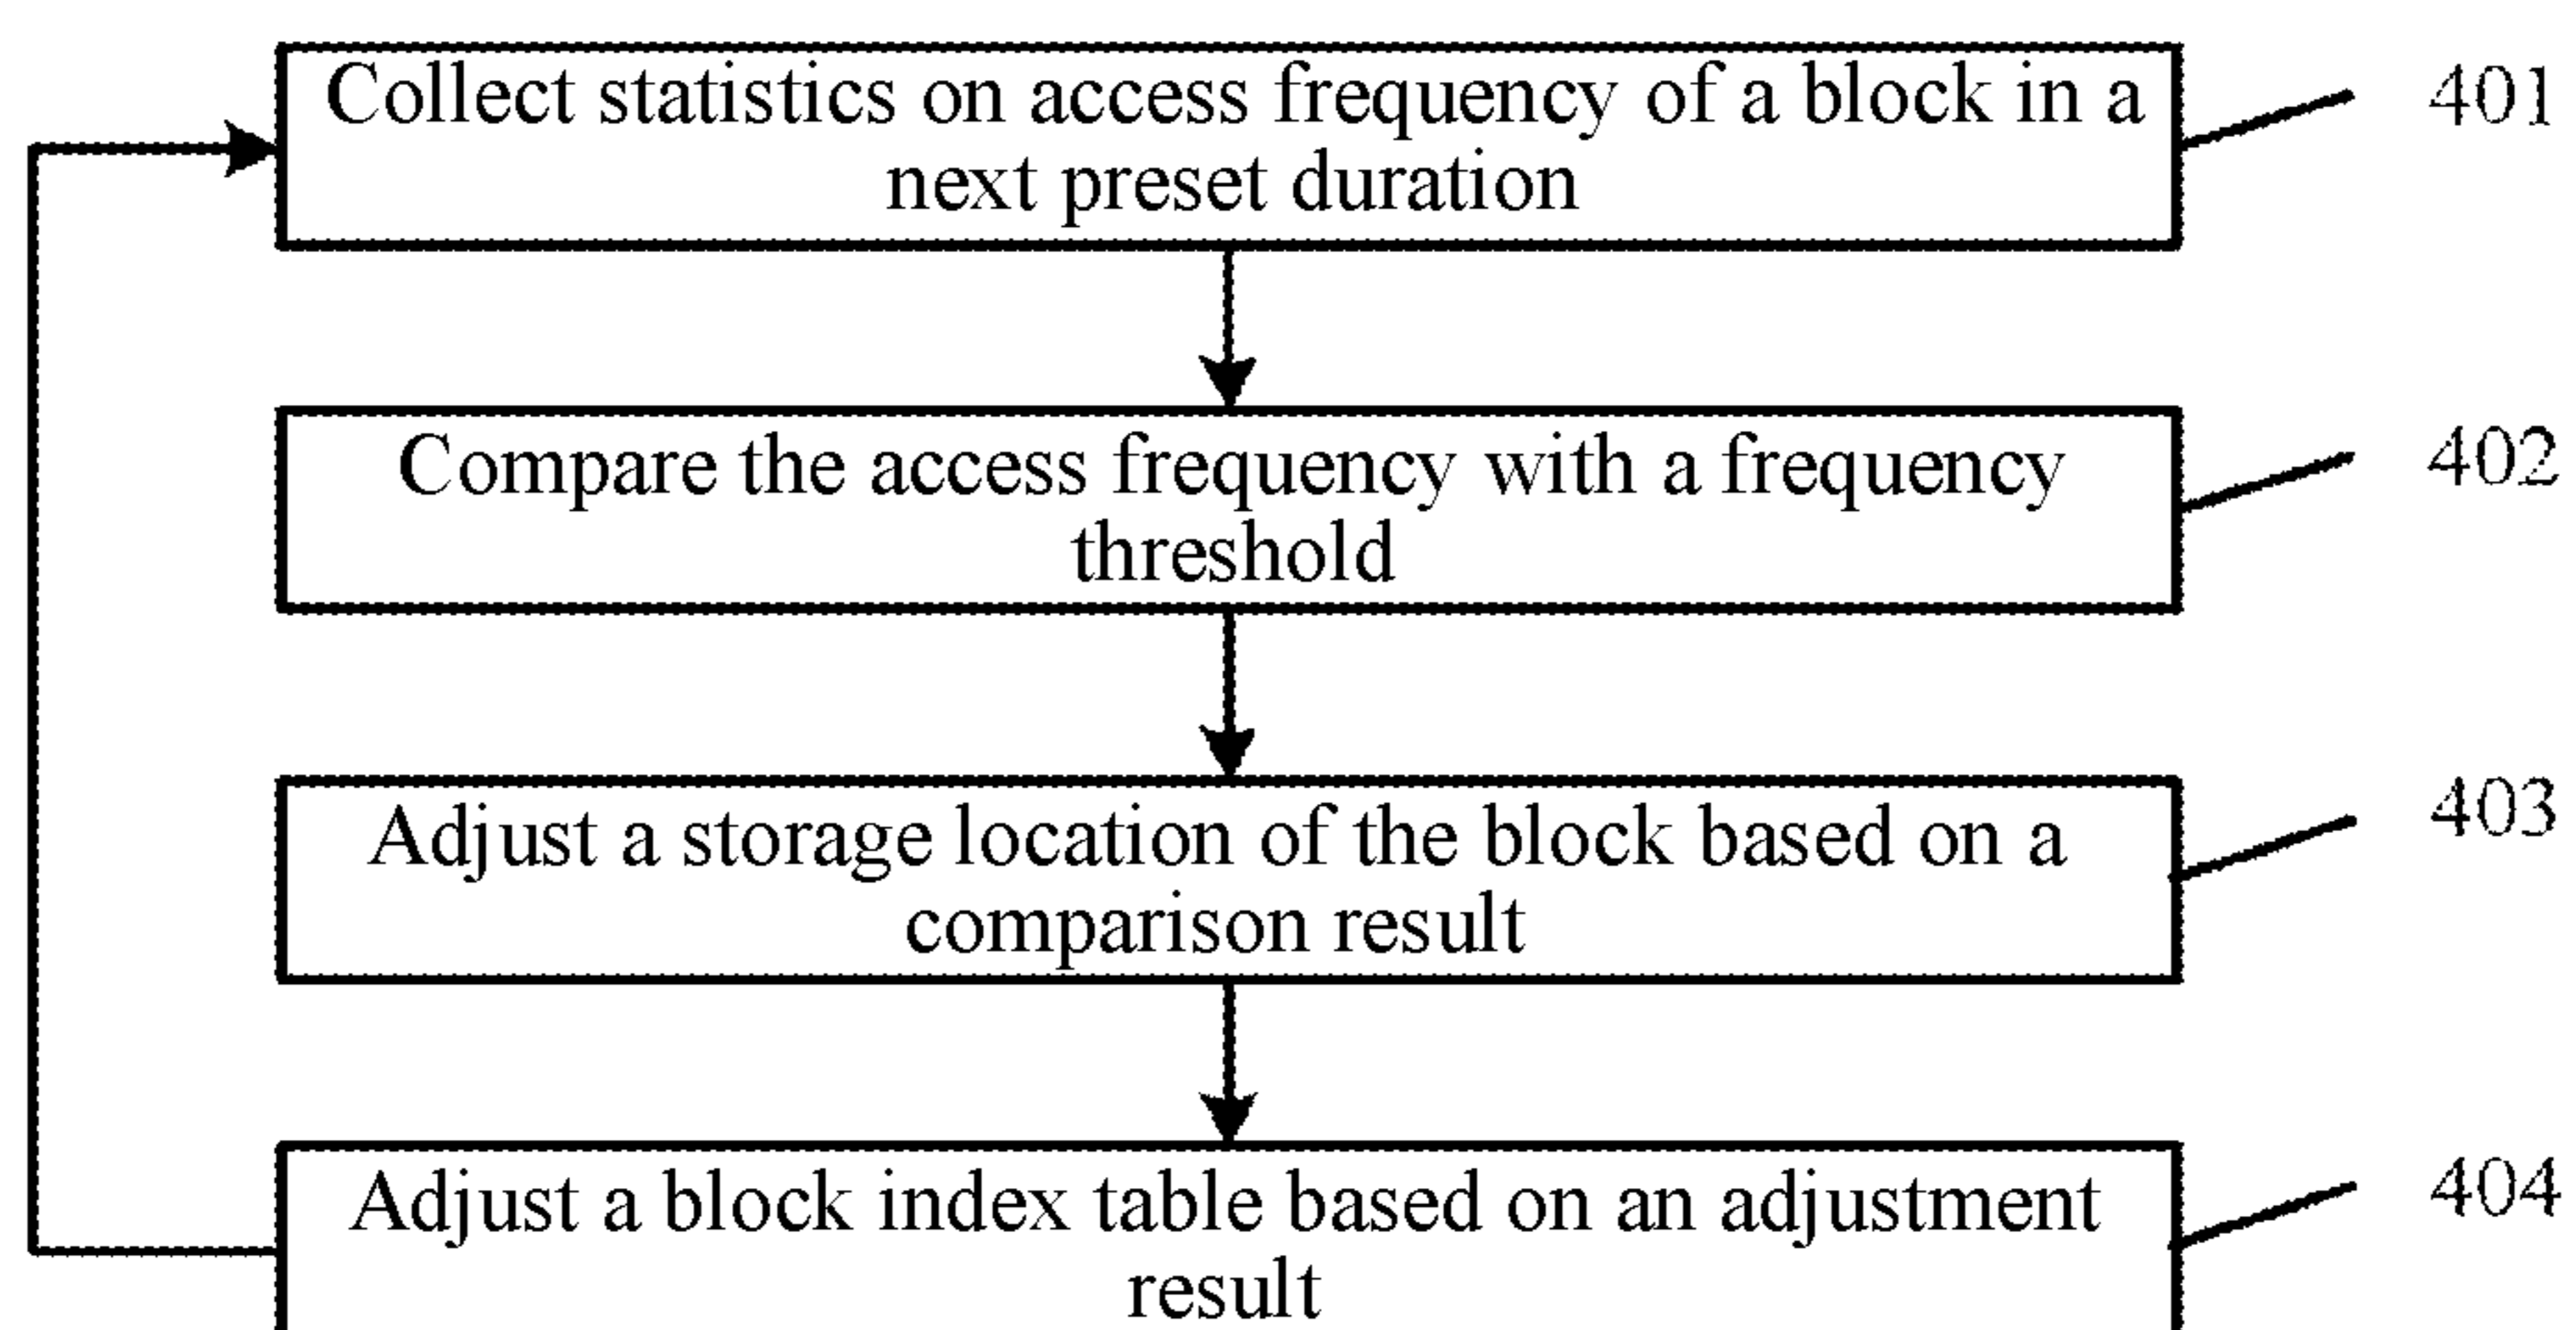 Collect statistics on access frequency of a block in a
next preset duration
401
Compare the access frequency with a frequency
threshold
402
Adjust a storage location of the block based on a
comparison result
403
Adjust a block index table based on an adjustment
result
404